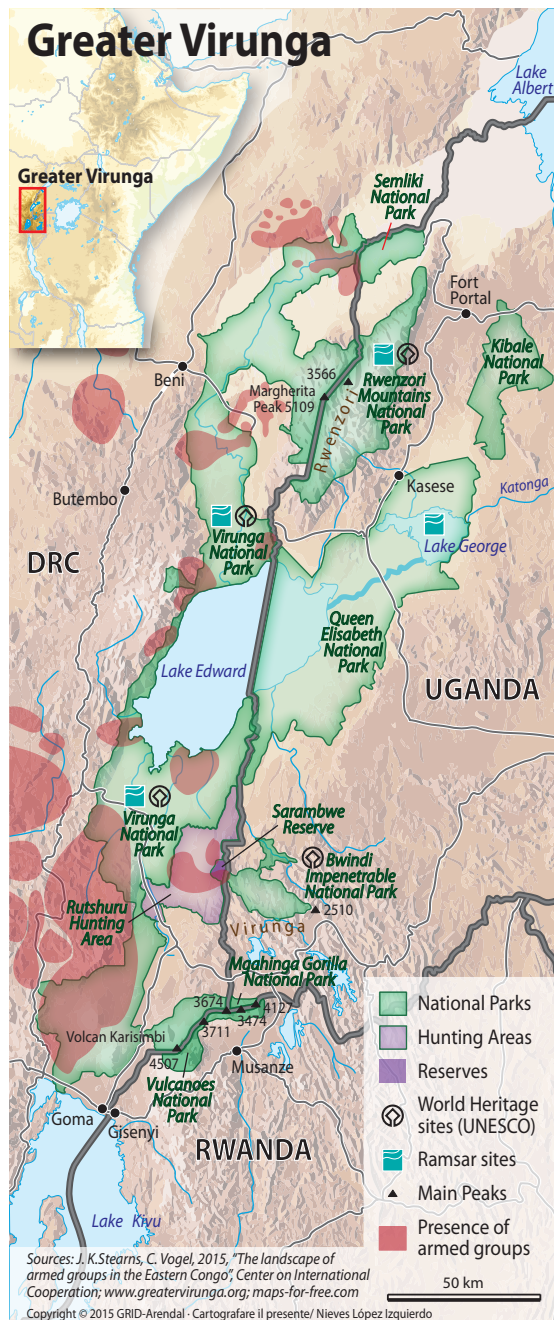 Greater Virunga
Lake
Albert
Greater Virunga
Semliki
National
Park
Fort
Portal
Kibale
National
Park
Beni
3566
Margherita
Peak 5109
Rwenzori
Mountains
National
Park
Rwenzori
Butembo
Kasese
Katonga
Lake George
DRC
Virunga
National
Park
Queen
Elisabeth
National
Park
Lake Edward
UGANDA
Virunga
National
Park
Sarambwe
Reserve
Bwindi
Impenetrable
National Park
2510
Rutshuru
Hunting
Area
Virunga
Mgahinga Gorilla
National Park
3674
4127
3474
3711
Volcan Karisimbi
4507
Musanze
Vulcanoes
National
Park
Goma
Gisenyi
RWANDA
Lake Kivu
National Parks
Hunting Areas
Reserves
World Heritage
sites (UNESCO)
Ramsar sites
Main Peaks
Presence of
armed groups
50 km
Sources: J. K.Stearns, C. Vogel, 2015, "The landscape of
armed groups in the Eastern Congo", Center on International
Cooperation; www.greatervirunga.org; maps-for-free.com
Copyright © 2015 GRID-Arendal · Cartografare il presente/ Nieves López Izquierdo